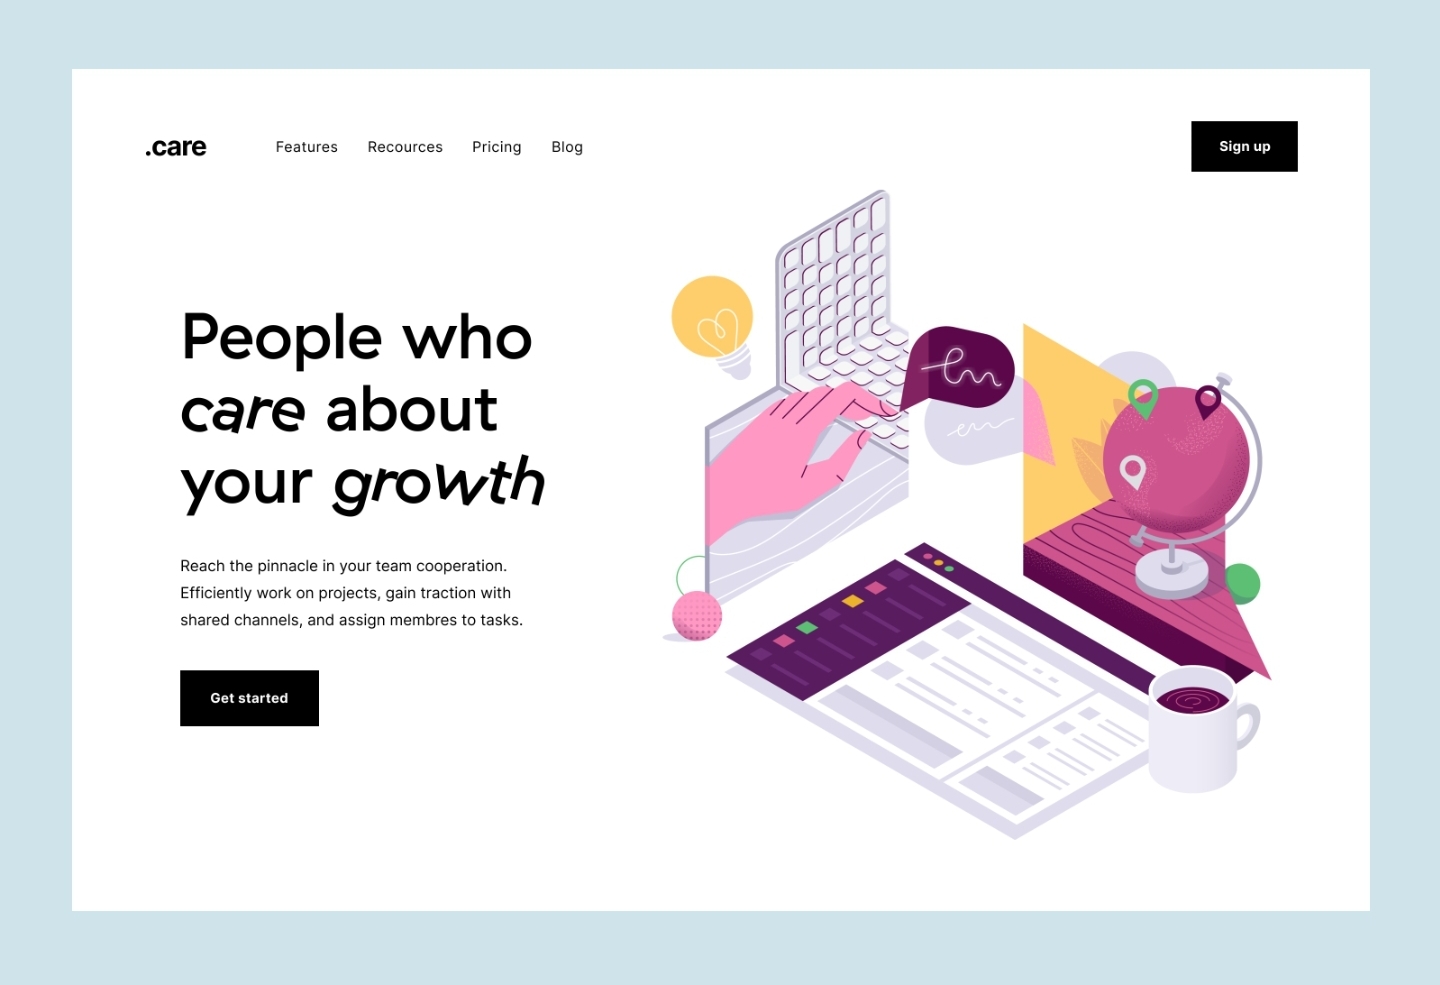 .care
Features Recources Pricing Blog
Sign up
People who
care about
your growth
Reach the pinnacle in your team cooperation.
Efficiently work on projects, gain traction with
shared channels, and assign membres to tasks.
Get started